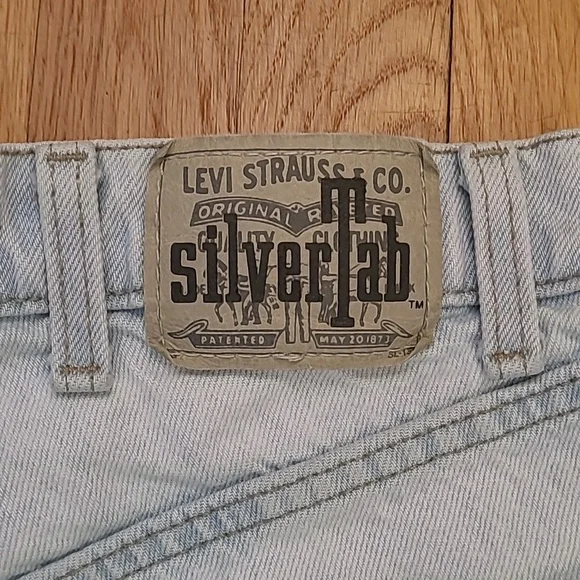 LEVI STRAUSS & CO.
ORIGINAL RIVETED
QUALITY CLOTHING
silverTab™
PATENTED MAY 20 1873